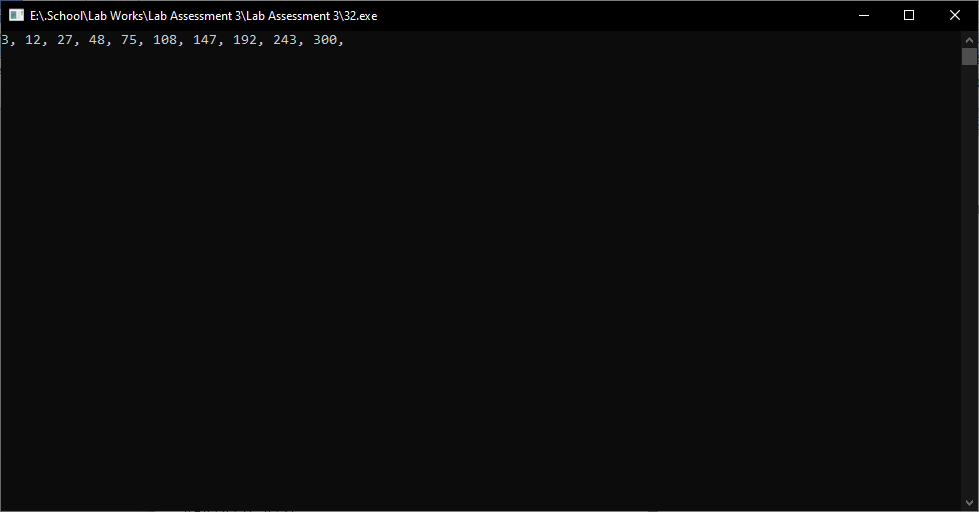 E:\.School\Lab Works\Lab Assessment 3\Lab Assessment 3\32.exe
3, 12, 27, 48, 75, 108, 147, 192, 243, 300,